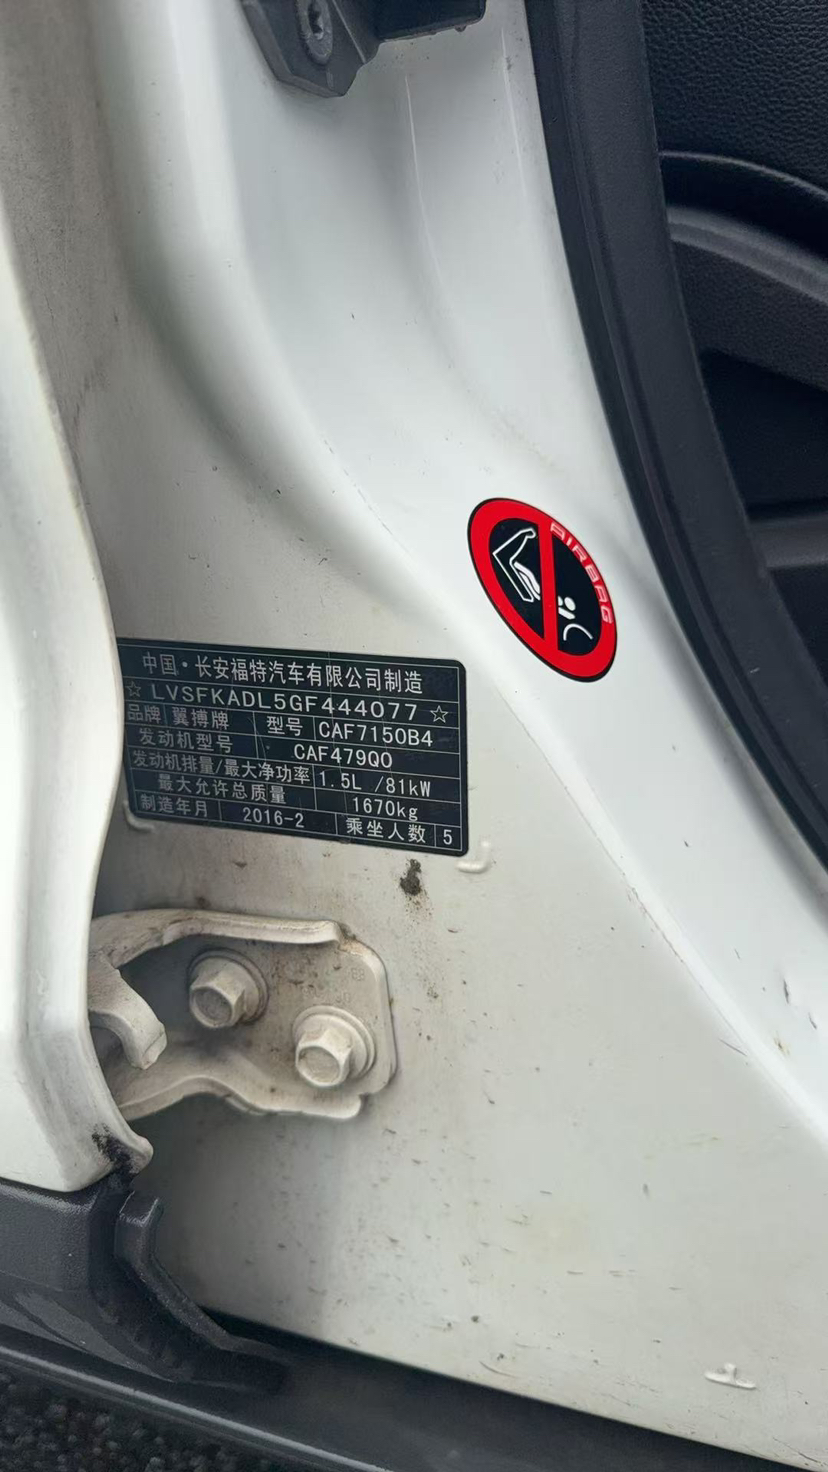 AIRBAG
中国·长安福特汽车有限公司制造
☆ LVSFKADL5GF444077 ☆
品牌 翼搏牌 型号 CAF7150B4
发动机型号 CAF479Q0
发动机排量/最大净功率 1.5L /81kW
最大允许总质量 1670kg
制造年月 2016-2 乘坐人数 5